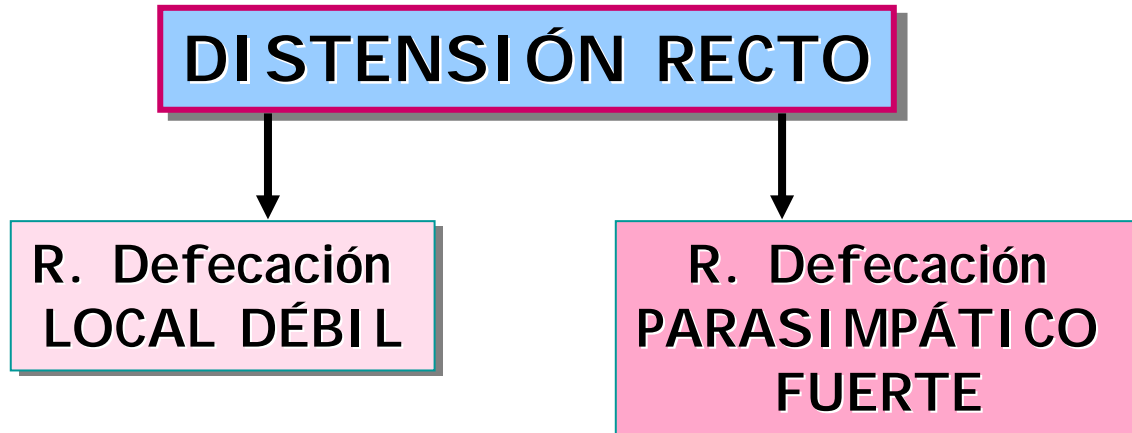 DISTENSIÓN RECTO
R. Defecación
LOCAL DÉBIL
R. Defecación
PARASIMPÁTICO
FUERTE